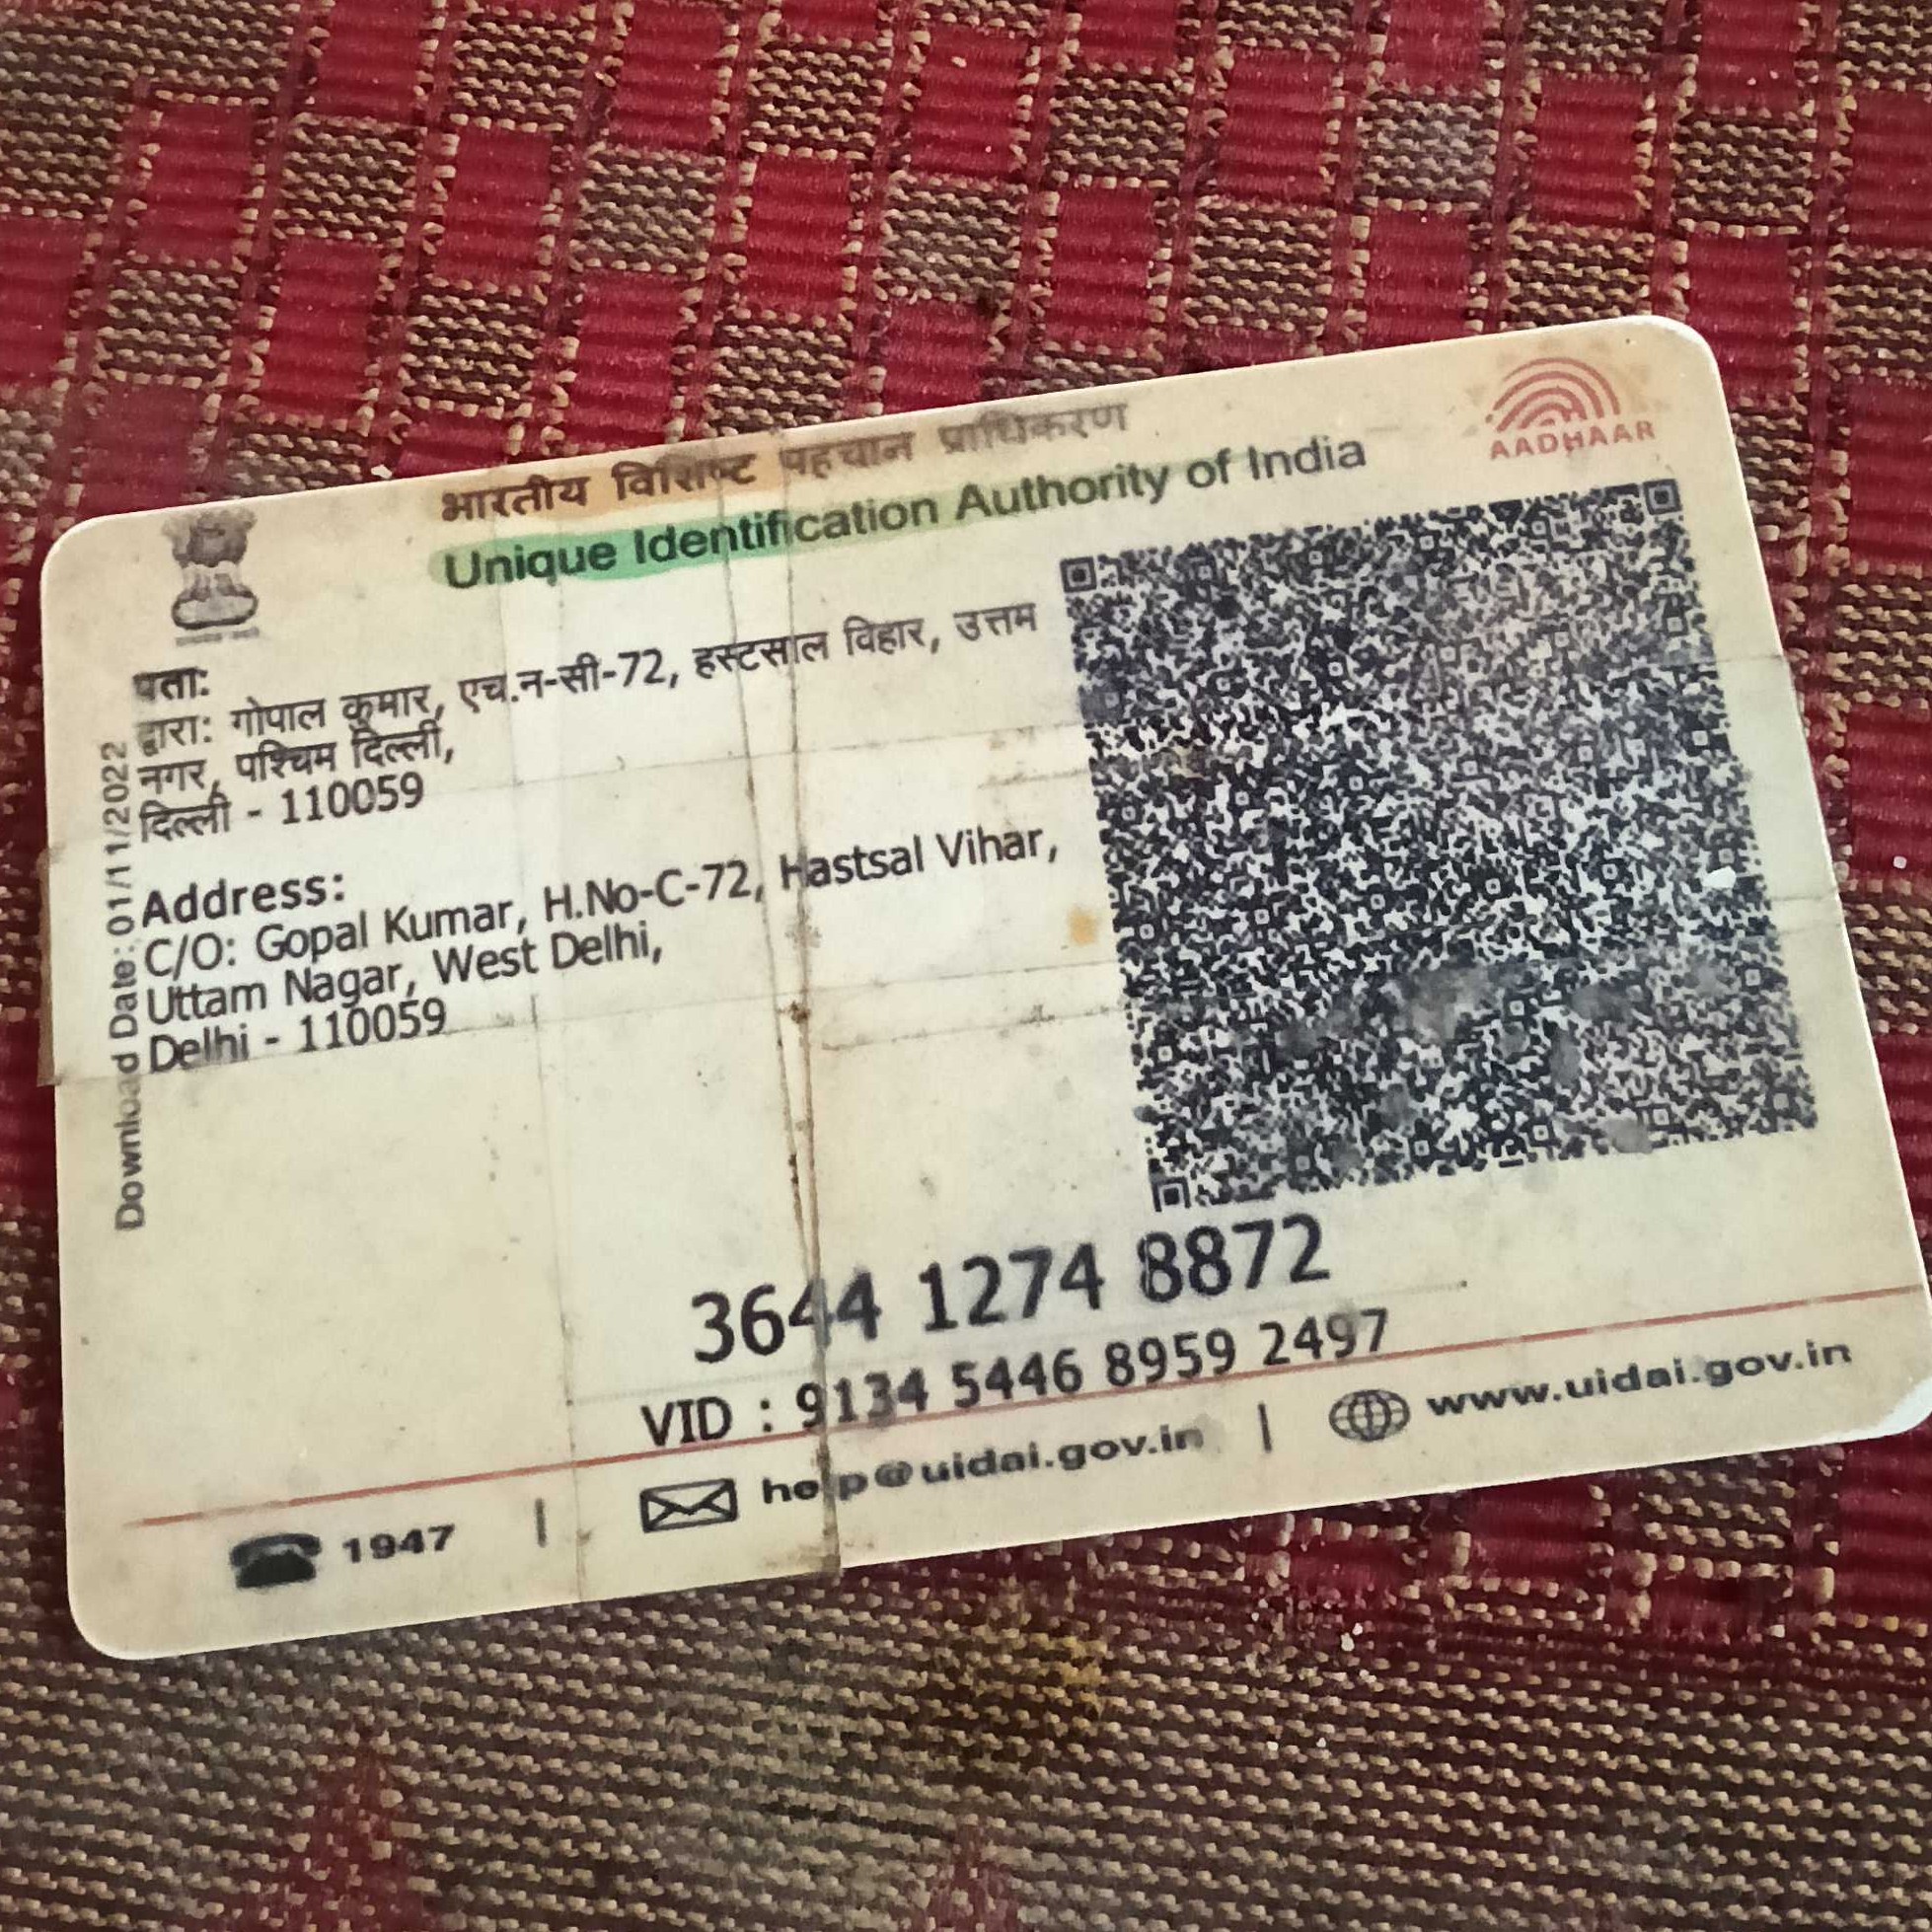 भारतीय विशिष्ट पहचान प्राधिकरण
Unique Identification Authority of India
AADHAAR
पता:
द्वारा: गोपाल कुमार, एच.न-सी-72, हस्टसाल विहार, उत्तम
नगर, पश्चिम दिल्ली,
दिल्ली - 110059
Address:
C/O: Gopal Kumar, H.No-C-72, Hastsal Vihar,
Uttam Nagar, West Delhi,
Delhi - 110059
Download Date: 01/11/2022
3644 1274 8872
VID : 9134 5446 8959 2497
1947 | help@uidai.gov.in | www.uidai.gov.in